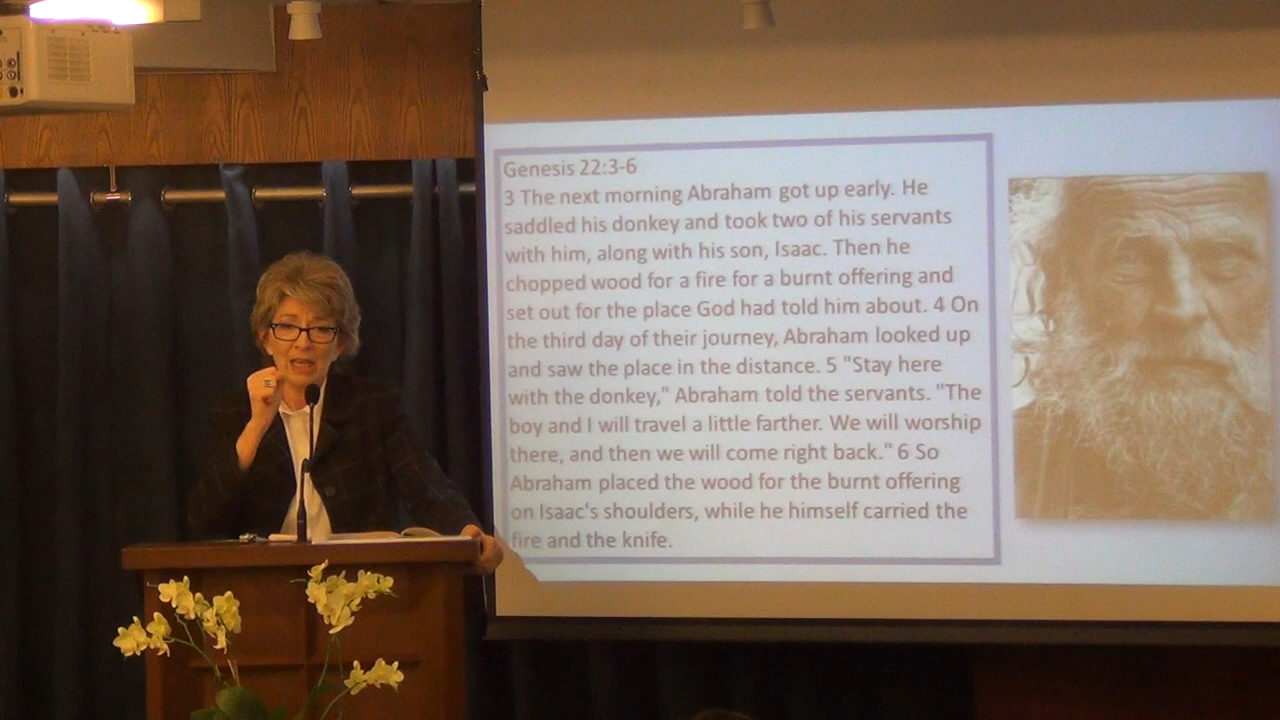 Genesis 22:3-6
3 The next morning Abraham got up early. He
saddled his donkey and took two of his servants
with him, along with his son, Isaac. Then he
chopped wood for a fire for a burnt offering and
set out for the place God had told him about. 4 On
the third day of their journey, Abraham looked up
and saw the place in the distance. 5 "Stay here
with the donkey," Abraham told the servants. "The
boy and I will travel a little farther. We will worship
there, and then we will come right back." 6 So
Abraham placed the wood for the burnt offering
on Isaac's shoulders, while he himself carried the
fire and the knife.